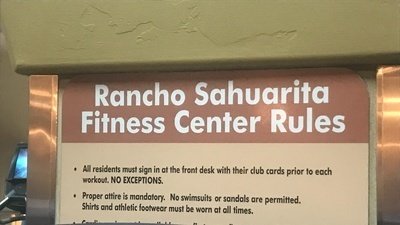 Rancho Sahuarita
Fitness Center Rules
• All residents must sign in at the front desk with their club cards prior to each
workout. NO EXCEPTIONS.
• Proper attire is mandatory. No swimsuits or sandals are permitted.
Shirts and athletic footwear must be worn at all times.